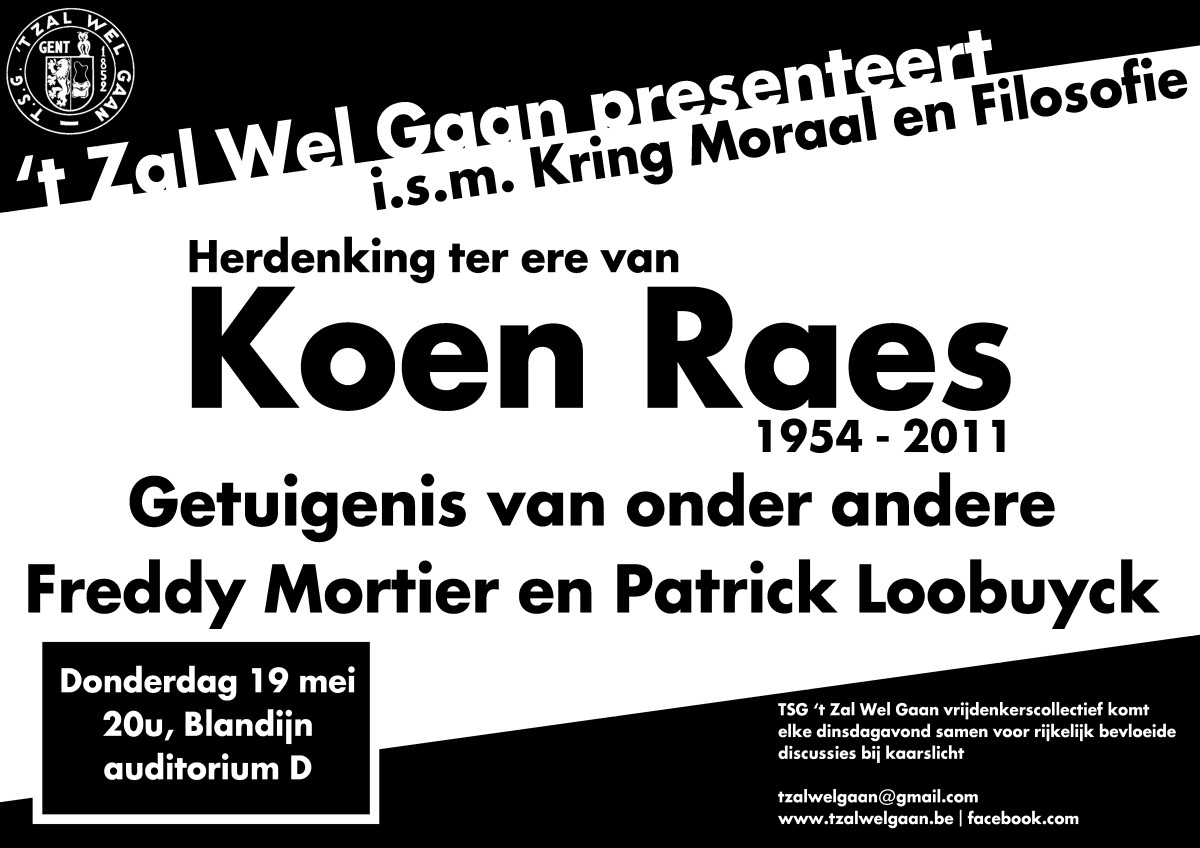 T.S.G. 'T ZAL WEL GAAN
GENT
1852
't Zal Wel Gaan presenteert
i.s.m. Kring Moraal en Filosofie
Herdenking ter ere van
Koen Raes
1954 - 2011
Getuigenis van onder andere
Freddy Mortier en Patrick Loobuyck
Donderdag 19 mei
20u, Blandijn
auditorium D
TSG 't Zal Wel Gaan vrijdenkerscollectief komt
elke dinsdagavond samen voor rijkelijk bevloeide
discussies bij kaarslicht
tzalwelgaan@gmail.com
www.tzalwelgaan.be | facebook.com